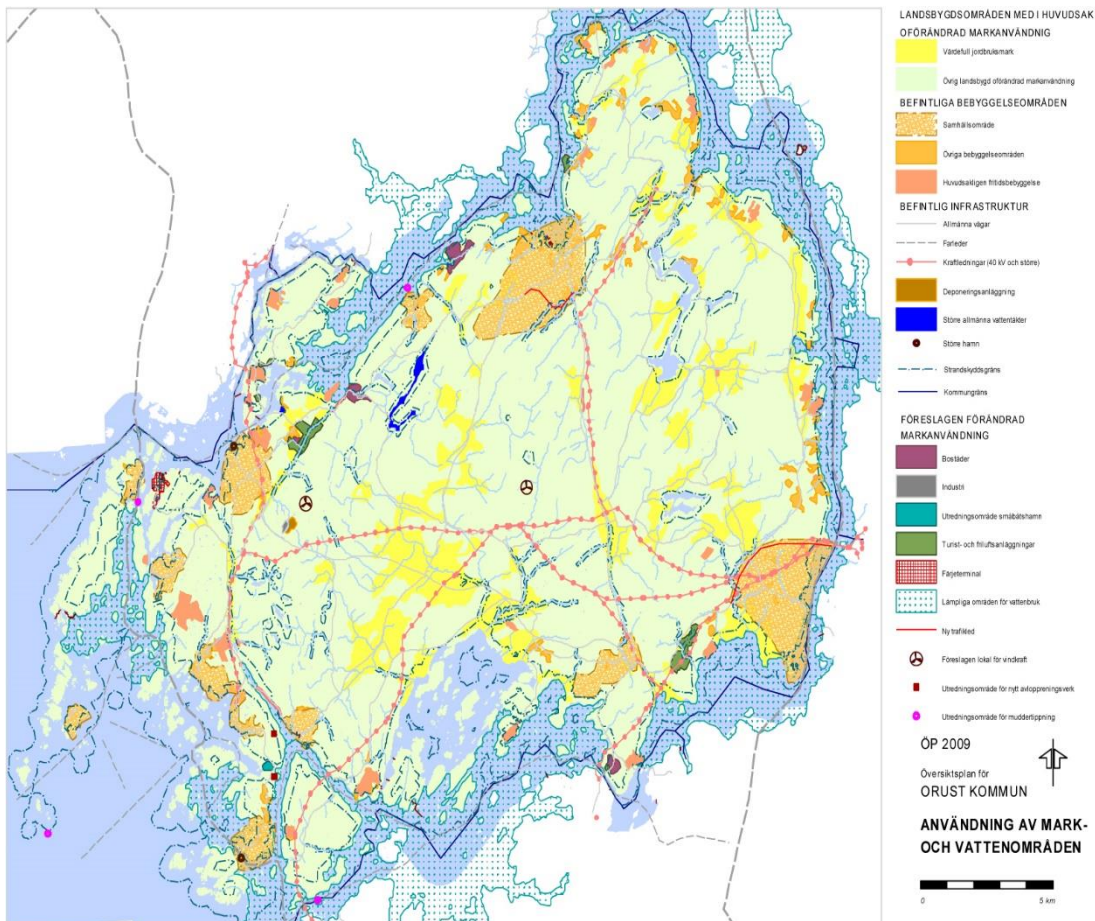 LANDSBYGDSOMRÅDEN MED I HUVUDSAK
OFÖRÄNDRAD MARKANVÄNDNIG
Värdefull jordbruksmark
Övrig landsbygd oförändrad markanvändning
BEFINTLIGA BEBYGGELSEOMRÅDEN
Samhällsområde
Övriga bebyggelseområden
Huvudsakligen fritidsbebyggelse
BEFINTLIG INFRASTRUKTUR
Allmänna vägar
Farleder
Kraftledningar (40 kV och större)
Deponeringsanläggning
Större allmänna vattentäkter
Större hamn
Strandskyddsgräns
Kommungräns
FÖRESLAGEN FÖRÄNDRAD
MARKANVÄNDNING
Bostäder
Industri
Utredningsområde småbåtshamn
Turist- och friluftsanläggningar
Färjeterminal
Lämpliga områden för vattenbruk
Ny trafikled
Föreslagen lokal för vindkraft
Utredningsområde för nytt avloppreningsverk
Utredningsområde för muddertippning
ÖP 2009
Översiktsplan för
ORUST KOMMUN
ANVÄNDNING AV MARK-
OCH VATTENOMRÅDEN
0 5 km